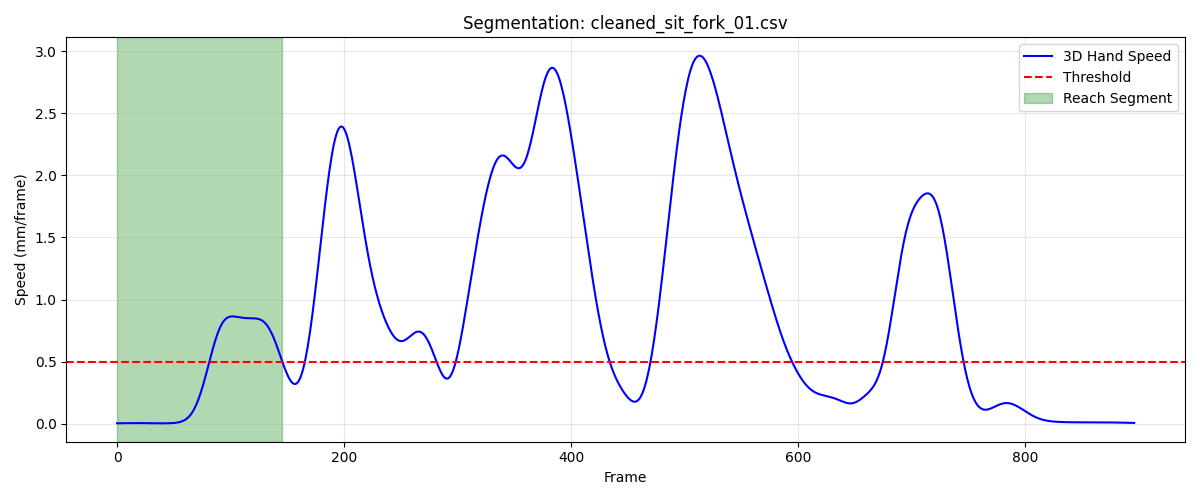 Segmentation: cleaned_sit_fork_01.csv
3D Hand Speed
Threshold
Reach Segment
Speed (mm/frame)
3.0
2.5
2.0
1.5
1.0
0.5
0.0
0 200 400 600 800
Frame